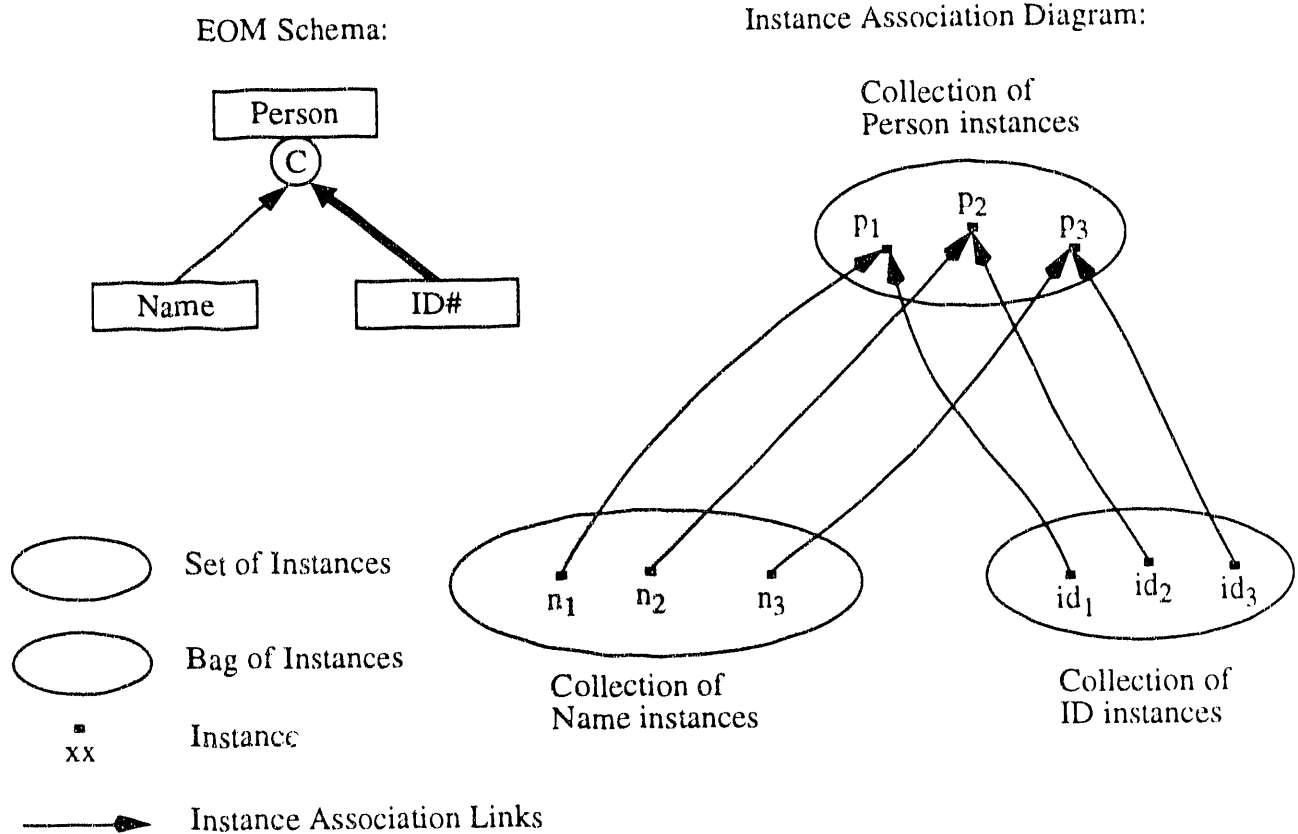 EOM Schema:
Instance Association Diagram:
Person
C
Name
ID#
Collection of
Person instances
p1
p2
p3
n1
n2
n3
id1
id2
id3
Collection of
Name instances
Collection of
ID instances
Set of Instances
Bag of Instances
xx
Instance
Instance Association Links